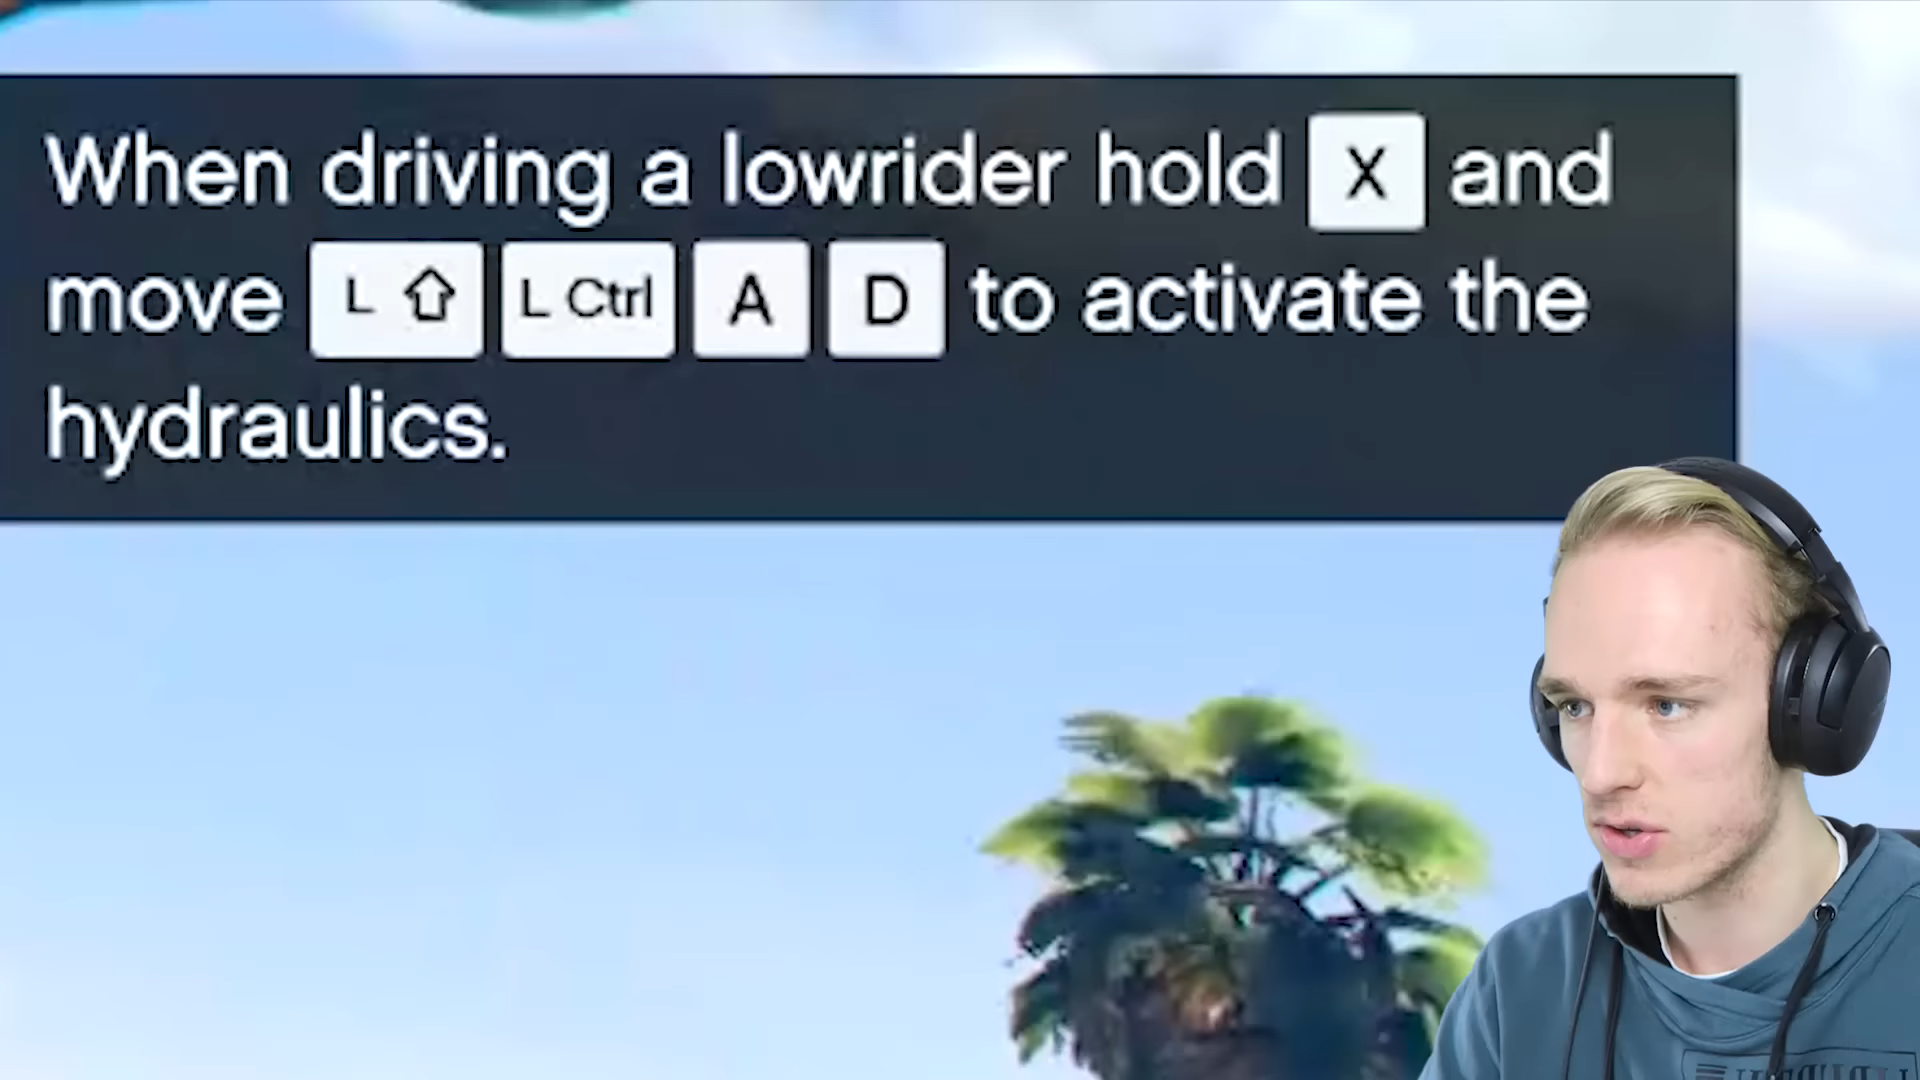 When driving a lowrider hold X and
move L ⇧ L Ctrl A D to activate the
hydraulics.